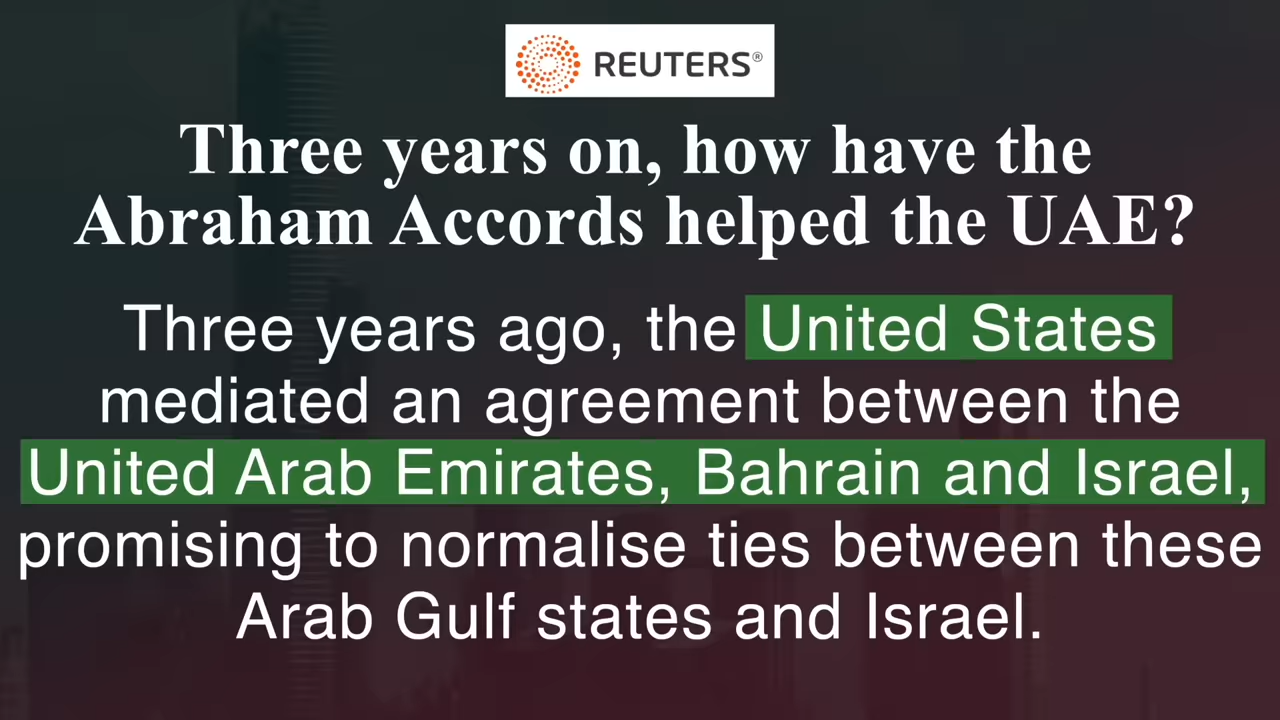 REUTERS®
Three years on, how have the
Abraham Accords helped the UAE?
Three years ago, the United States
mediated an agreement between the
United Arab Emirates, Bahrain and Israel,
promising to normalise ties between these
Arab Gulf states and Israel.